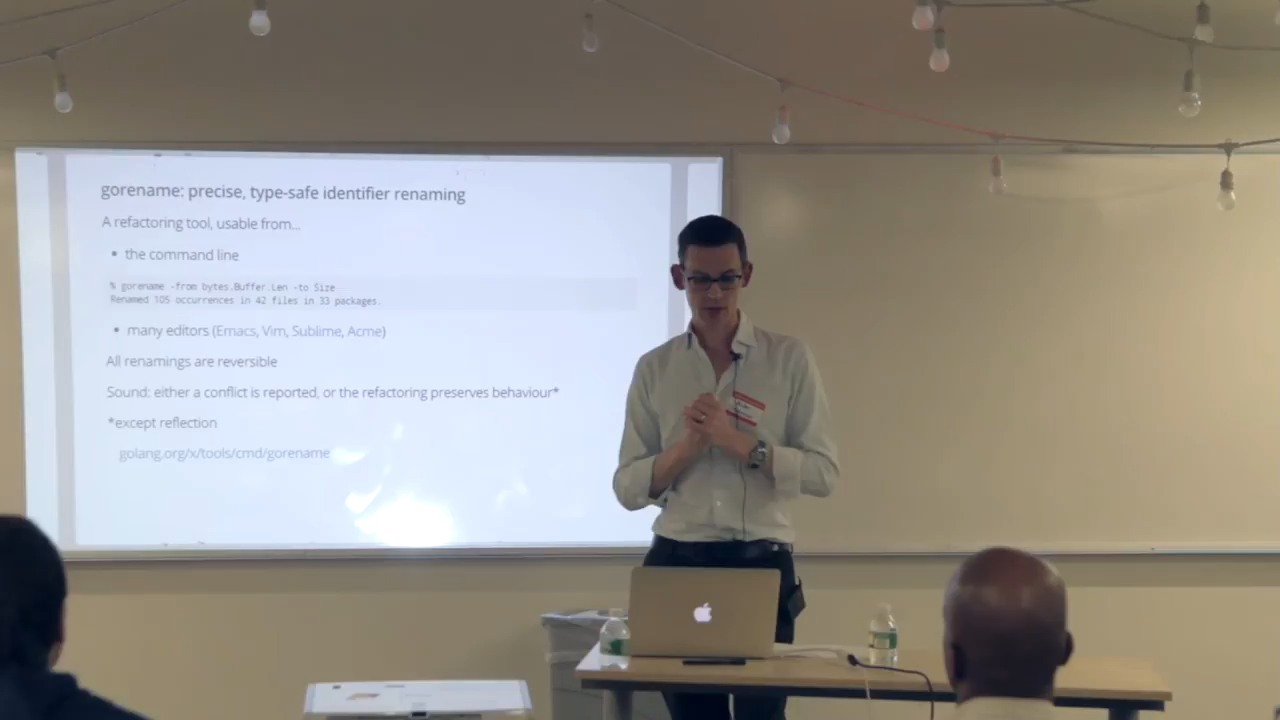 gorename: precise, type-safe identifier renaming
A refactoring tool, usable from...
• the command line
% gorename -from bytes.Buffer.Len -to Size
Renamed 105 occurrences in 42 files in 33 packages.
• many editors (Emacs, Vim, Sublime, Acme)
All renamings are reversible
Sound: either a conflict is reported, or the refactoring preserves behaviour*
*except reflection
golang.org/x/tools/cmd/gorename